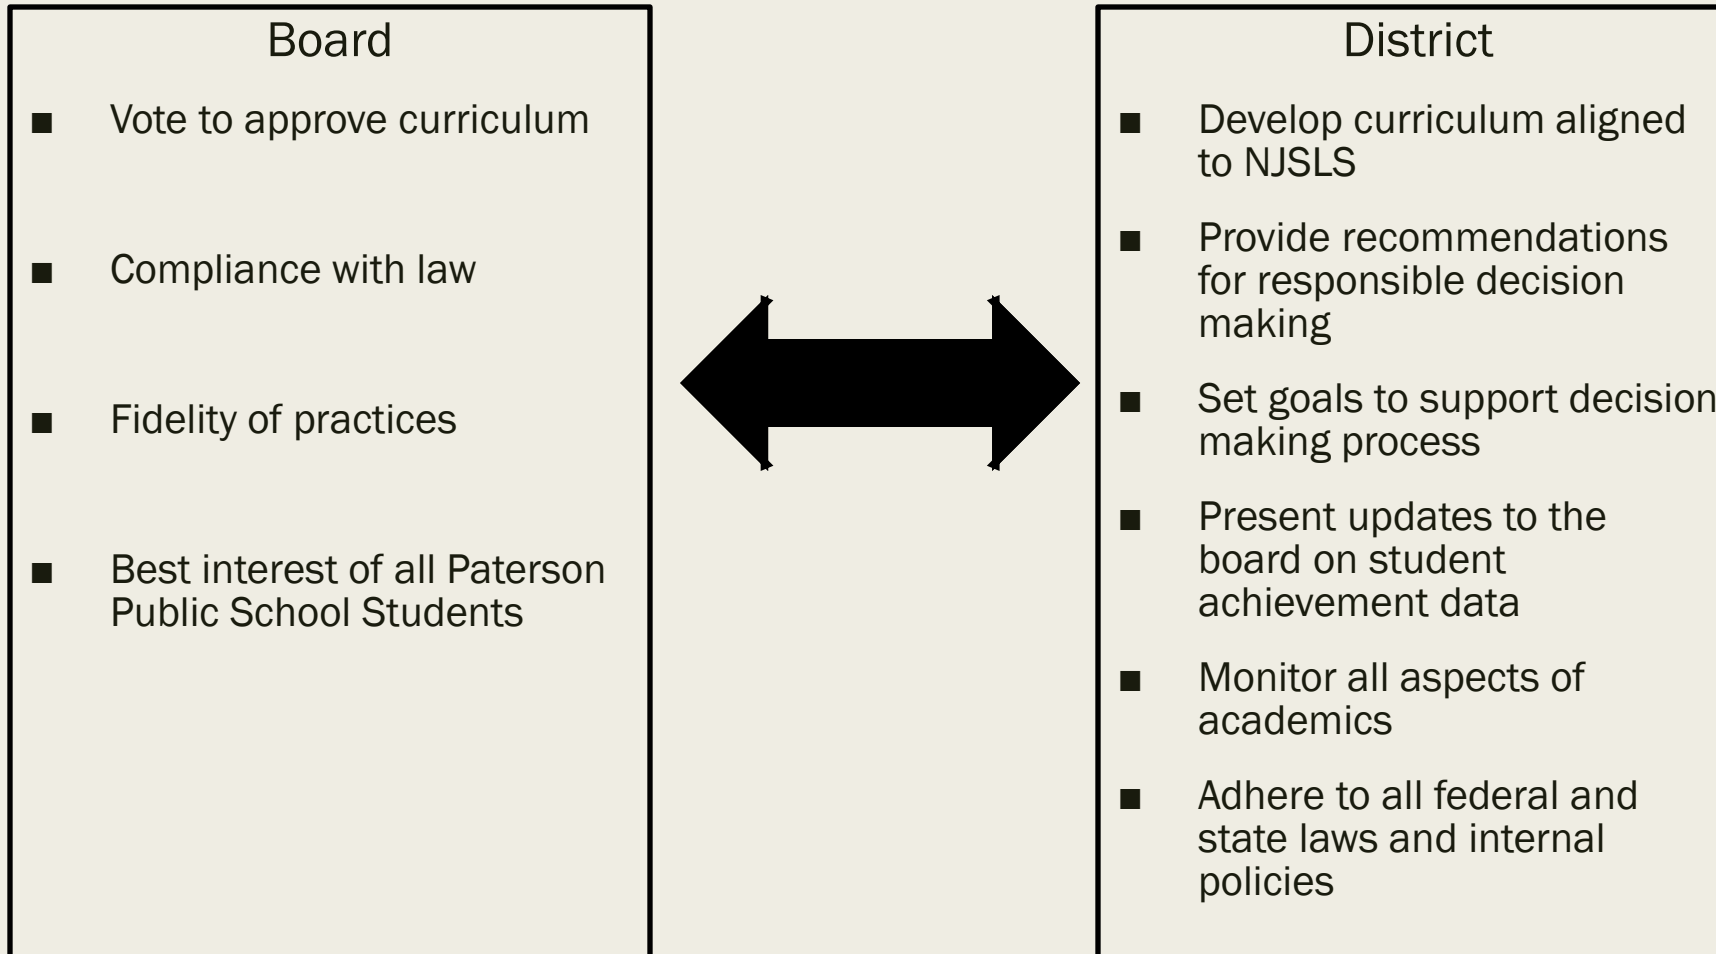 Board
■ Vote to approve curriculum
■ Compliance with law
■ Fidelity of practices
■ Best interest of all Paterson
Public School Students
District
■ Develop curriculum aligned
to NJSLS
■ Provide recommendations
for responsible decision
making
■ Set goals to support decision
making process
■ Present updates to the
board on student
achievement data
■ Monitor all aspects of
academics
■ Adhere to all federal and
state laws and internal
policies